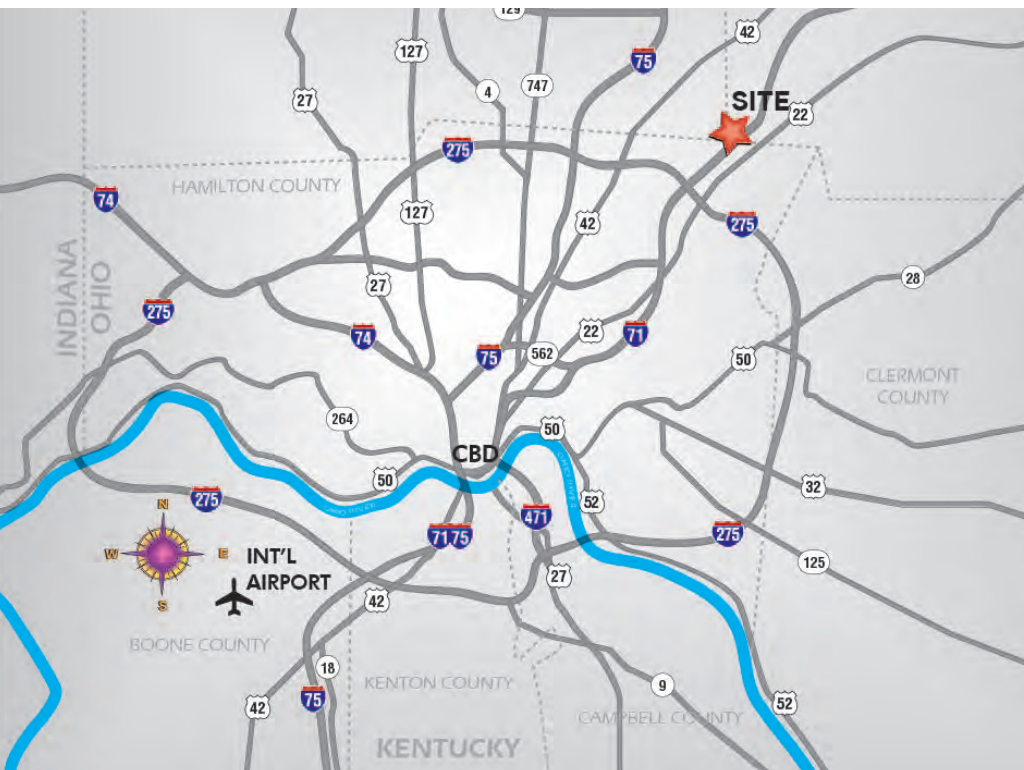 129
42
127
75
747
4
27
SITE
22
275
HAMILTON COUNTY
74
127
42
275
28
INDIANA
OHIO
27
275
22
71
74
562
75
50
CLERMONT
COUNTY
264
50
CBD
50
32
275
52
N
471
71
75
275
W
E
INT'L
AIRPORT
125
27
S
42
BOONE COUNTY
18
KENTON COUNTY
9
75
42
52
CAMPBELL COUNTY
KENTUCKY